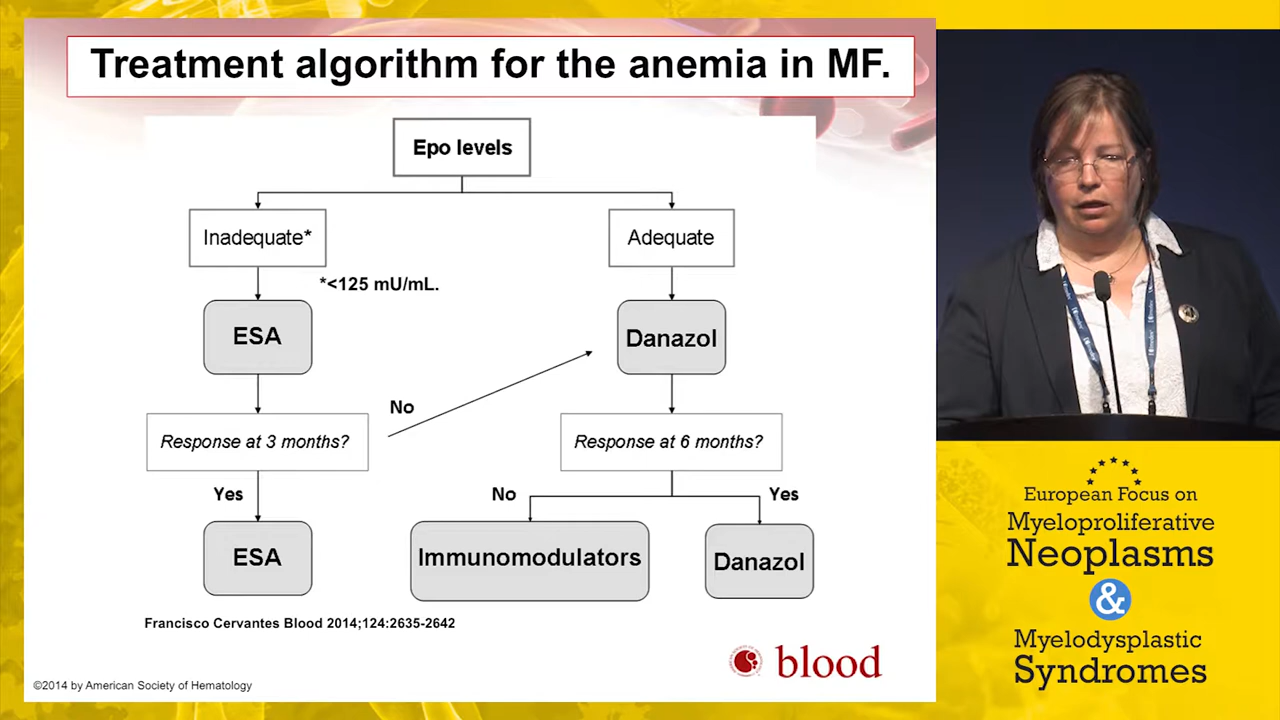 Treatment algorithm for the anemia in MF.
Epo levels
Inadequate*
Adequate
*<125 mU/mL.
ESA
Danazol
No
Response at 3 months?
Response at 6 months?
Yes
No
Yes
ESA
Immunomodulators
Danazol
Francisco Cervantes Blood 2014;124:2635-2642
blood
©2014 by American Society of Hematology
European Focus on
Myeloproliferative
Neoplasms
&
Myelodysplastic
Syndromes